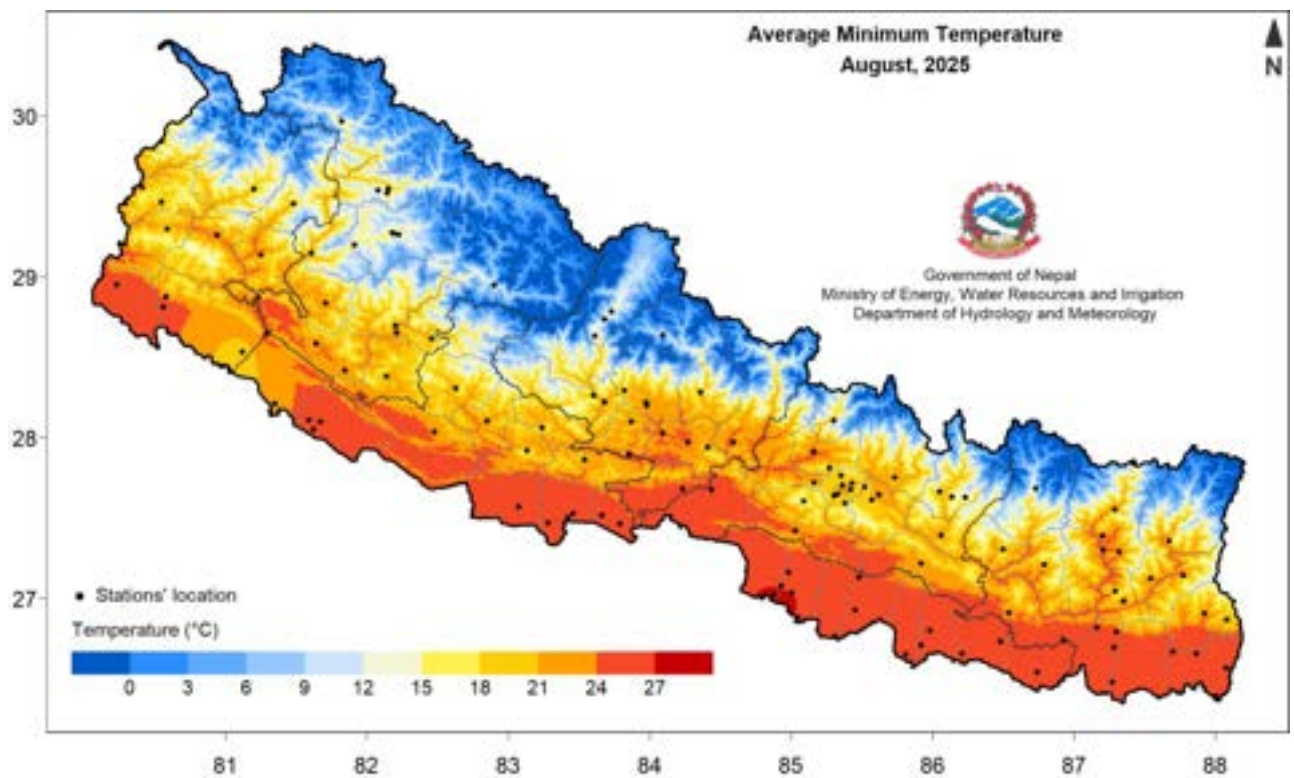 Average Minimum Temperature
August, 2025
N
Government of Nepal
Ministry of Energy, Water Resources and Irrigation
Department of Hydrology and Meteorology
30
29
28
27
Stations' location
Temperature (°C)
0 3 6 9 12 15 18 21 24 27
81 82 83 84 85 86 87 88